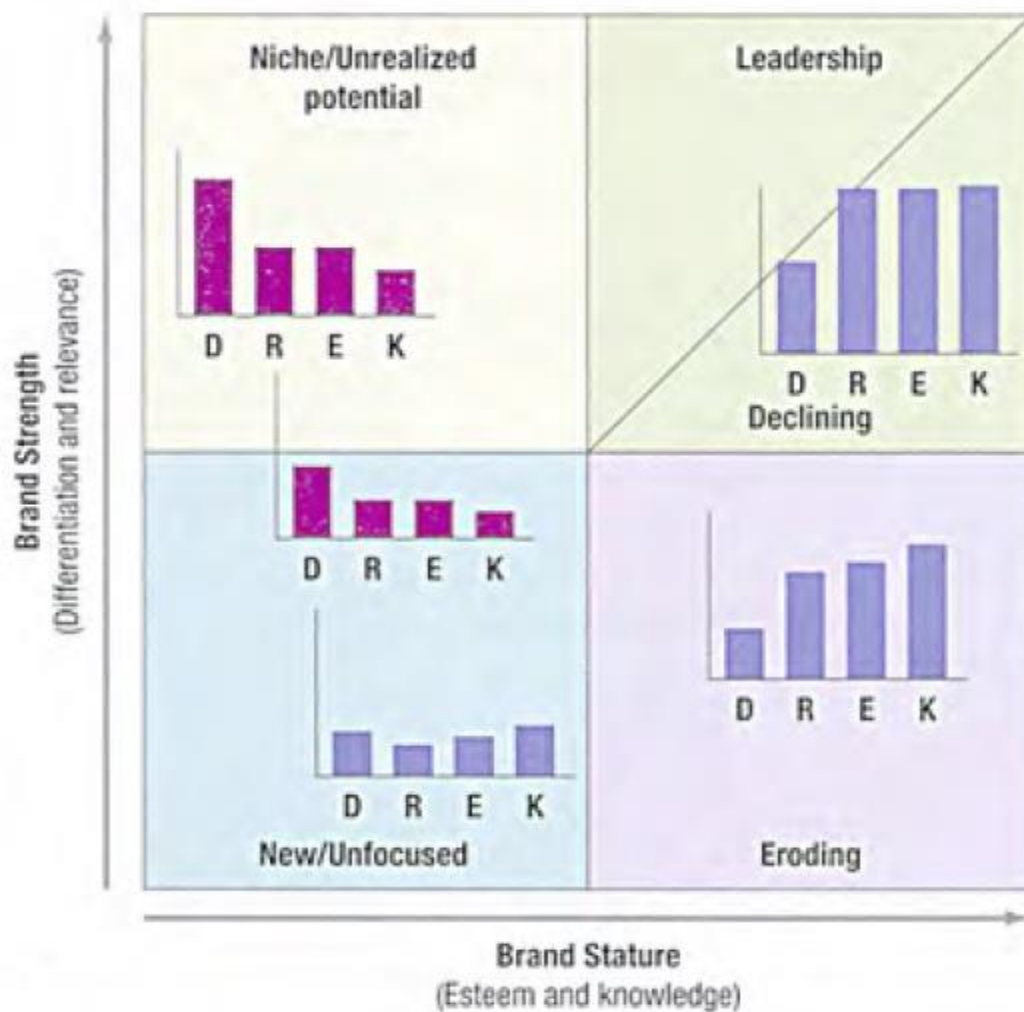 Niche/Unrealized
potential
Leadership
D R E K
D R E K
Declining
D R E K
D R E K
D R E K
New/Unfocused
Eroding
Brand Strength
(Differentiation and relevance)
Brand Stature
(Esteem and knowledge)